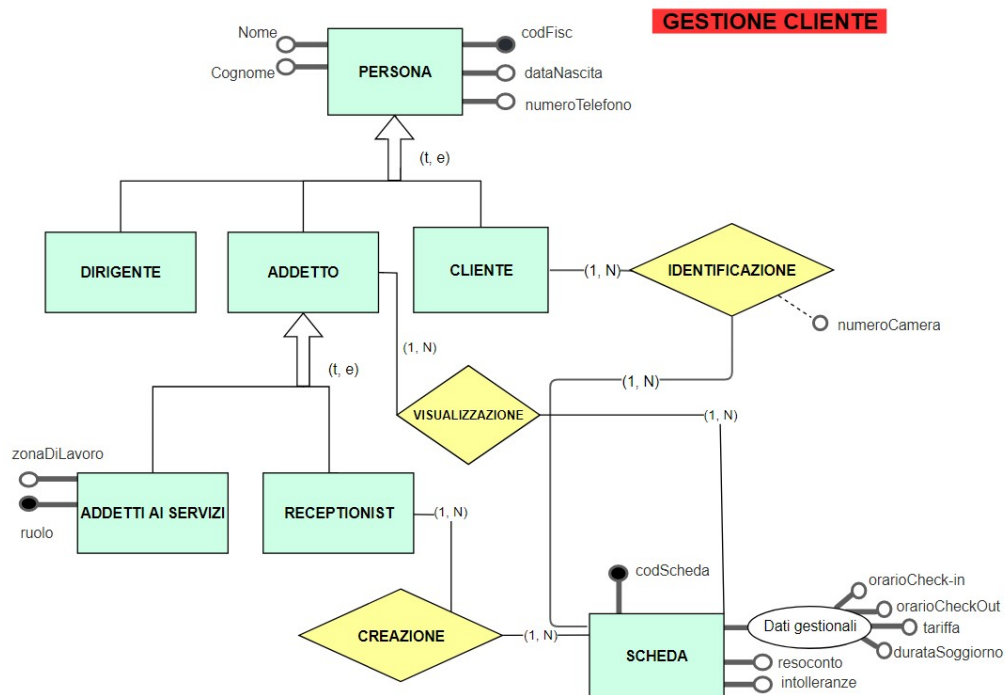 GESTIONE CLIENTE
Nome
codFisc
Cognome
PERSONA
dataNascita
numeroTelefono
(t, e)
DIRIGENTE
ADDETTO
CLIENTE
(1, N)
IDENTIFICAZIONE
numeroCamera
(1, N)
(t, e)
(1, N)
VISUALIZZAZIONE
(1, N)
zonaDiLavoro
ADDETTI AI SERVIZI
RECEPTIONIST
(1, N)
ruolo
codScheda
orarioCheck-in
orarioCheckOut
Dati gestionali
tariffa
CREAZIONE
(1, N)
SCHEDA
durataSoggiorno
resoconto
intolleranze